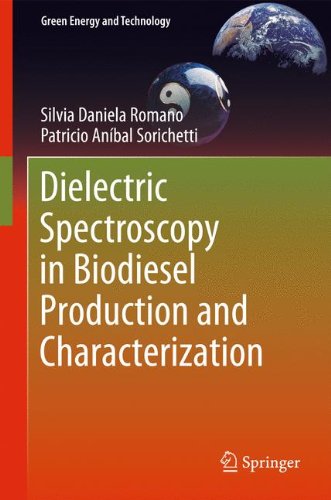 Green Energy and Technology
Silvia Daniela Romano
Patricio Aníbal Sorichetti
Dielectric
Spectroscopy
in Biodiesel
Production and
Characterization
Springer